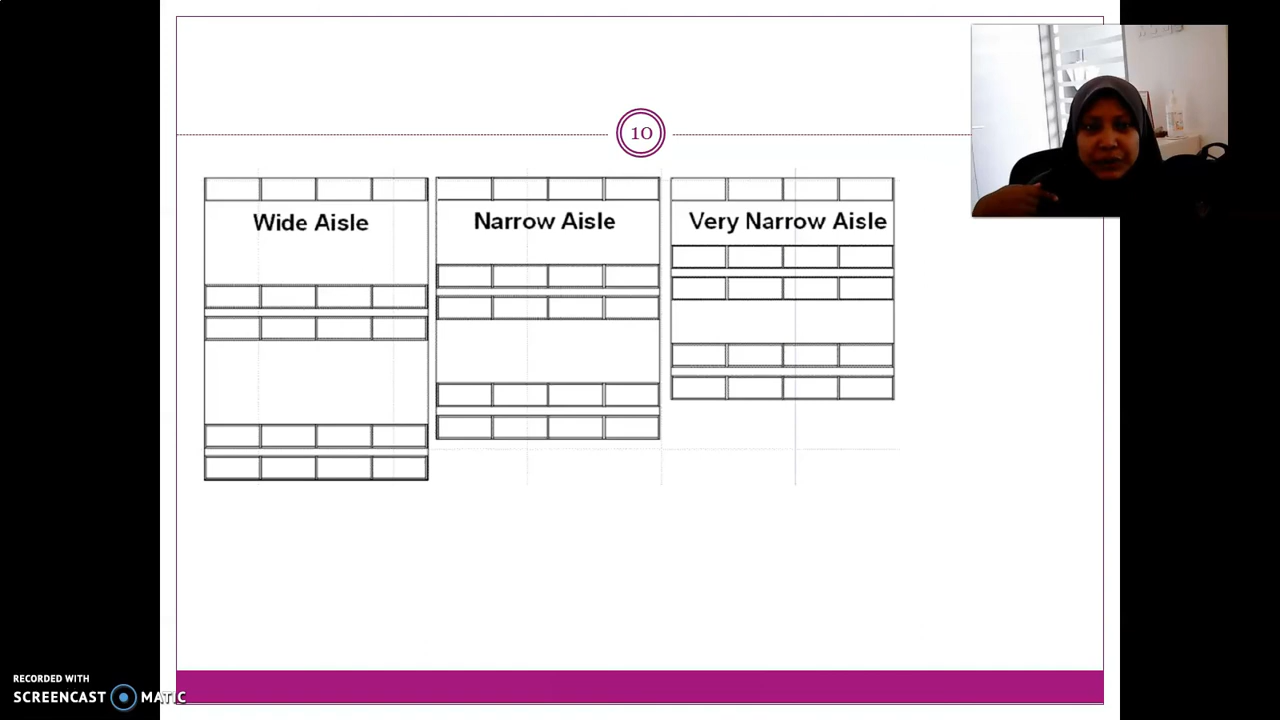 10
Wide Aisle
Narrow Aisle
Very Narrow Aisle
RECORDED WITH
SCREENCAST MATIC